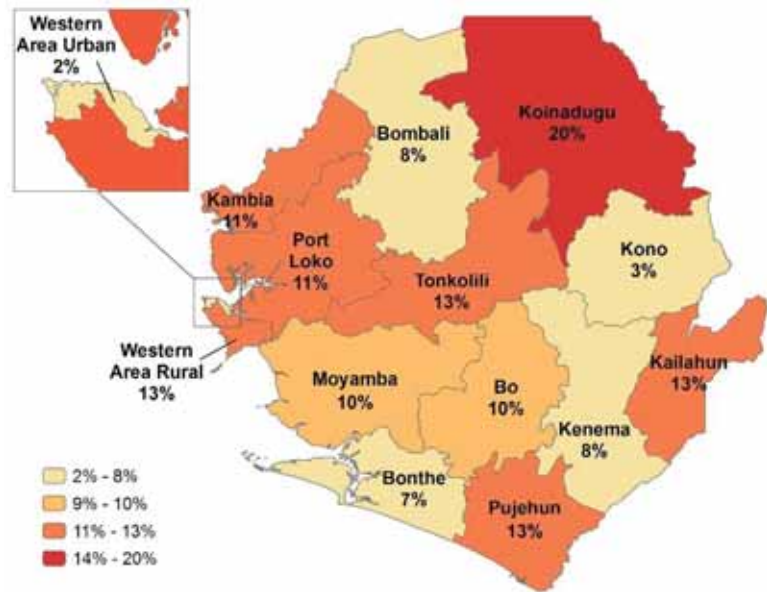 Western
Area Urban
2%
Koinadugu
20%
Bombali
8%
Kambia
11%
Port
Loko
11%
Kono
3%
Tonkolili
13%
Western
Area Rural
13%
Moyamba
10%
Bo
10%
Kailahun
13%
Kenema
8%
Bonthe
7%
Pujehun
13%
2% - 8%
9% - 10%
11% - 13%
14% - 20%